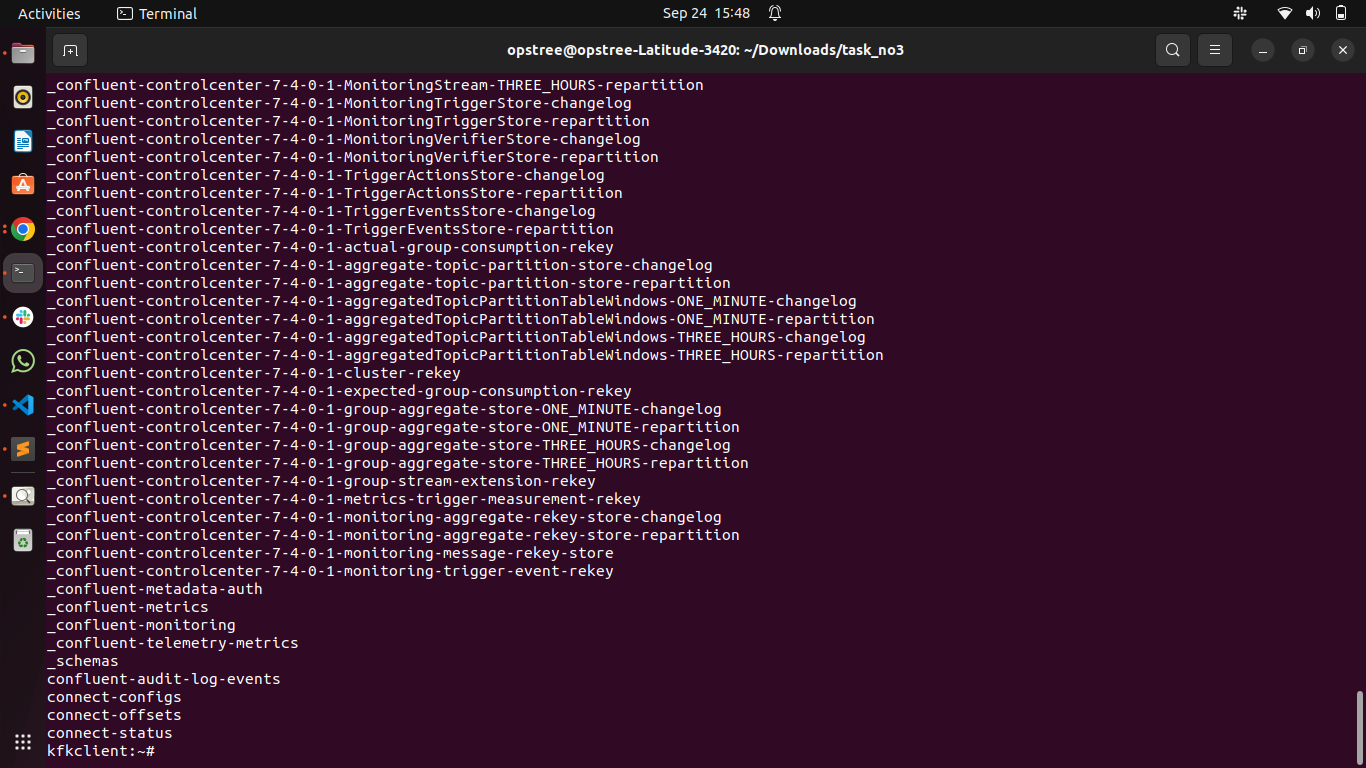 Activities
Terminal
Sep 24 15:48
opstree@opstree-Latitude-3420: ~/Downloads/task_no3
_confluent-controlcenter-7-4-0-1-MonitoringStream-THREE_HOURS-repartition
_confluent-controlcenter-7-4-0-1-MonitoringTriggerStore-changelog
_confluent-controlcenter-7-4-0-1-MonitoringTriggerStore-repartition
_confluent-controlcenter-7-4-0-1-MonitoringVerifierStore-changelog
_confluent-controlcenter-7-4-0-1-MonitoringVerifierStore-repartition
_confluent-controlcenter-7-4-0-1-TriggerActionsStore-changelog
_confluent-controlcenter-7-4-0-1-TriggerActionsStore-repartition
_confluent-controlcenter-7-4-0-1-TriggerEventsStore-changelog
_confluent-controlcenter-7-4-0-1-TriggerEventsStore-repartition
_confluent-controlcenter-7-4-0-1-actual-group-consumption-rekey
_confluent-controlcenter-7-4-0-1-aggregate-topic-partition-store-changelog
_confluent-controlcenter-7-4-0-1-aggregate-topic-partition-store-repartition
_confluent-controlcenter-7-4-0-1-aggregatedTopicPartitionTableWindows-ONE_MINUTE-changelog
_confluent-controlcenter-7-4-0-1-aggregatedTopicPartitionTableWindows-ONE_MINUTE-repartition
_confluent-controlcenter-7-4-0-1-aggregatedTopicPartitionTableWindows-THREE_HOURS-changelog
_confluent-controlcenter-7-4-0-1-aggregatedTopicPartitionTableWindows-THREE_HOURS-repartition
_confluent-controlcenter-7-4-0-1-cluster-rekey
_confluent-controlcenter-7-4-0-1-expected-group-consumption-rekey
_confluent-controlcenter-7-4-0-1-group-aggregate-store-ONE_MINUTE-changelog
_confluent-controlcenter-7-4-0-1-group-aggregate-store-ONE_MINUTE-repartition
_confluent-controlcenter-7-4-0-1-group-aggregate-store-THREE_HOURS-changelog
_confluent-controlcenter-7-4-0-1-group-aggregate-store-THREE_HOURS-repartition
_confluent-controlcenter-7-4-0-1-group-stream-extension-rekey
_confluent-controlcenter-7-4-0-1-metrics-trigger-measurement-rekey
_confluent-controlcenter-7-4-0-1-monitoring-aggregate-rekey-store-changelog
_confluent-controlcenter-7-4-0-1-monitoring-aggregate-rekey-store-repartition
_confluent-controlcenter-7-4-0-1-monitoring-message-rekey-store
_confluent-controlcenter-7-4-0-1-monitoring-trigger-event-rekey
_confluent-metadata-auth
_confluent-metrics
_confluent-monitoring
_confluent-telemetry-metrics
_schemas
confluent-audit-log-events
connect-configs
connect-offsets
connect-status
kfkclient:~#